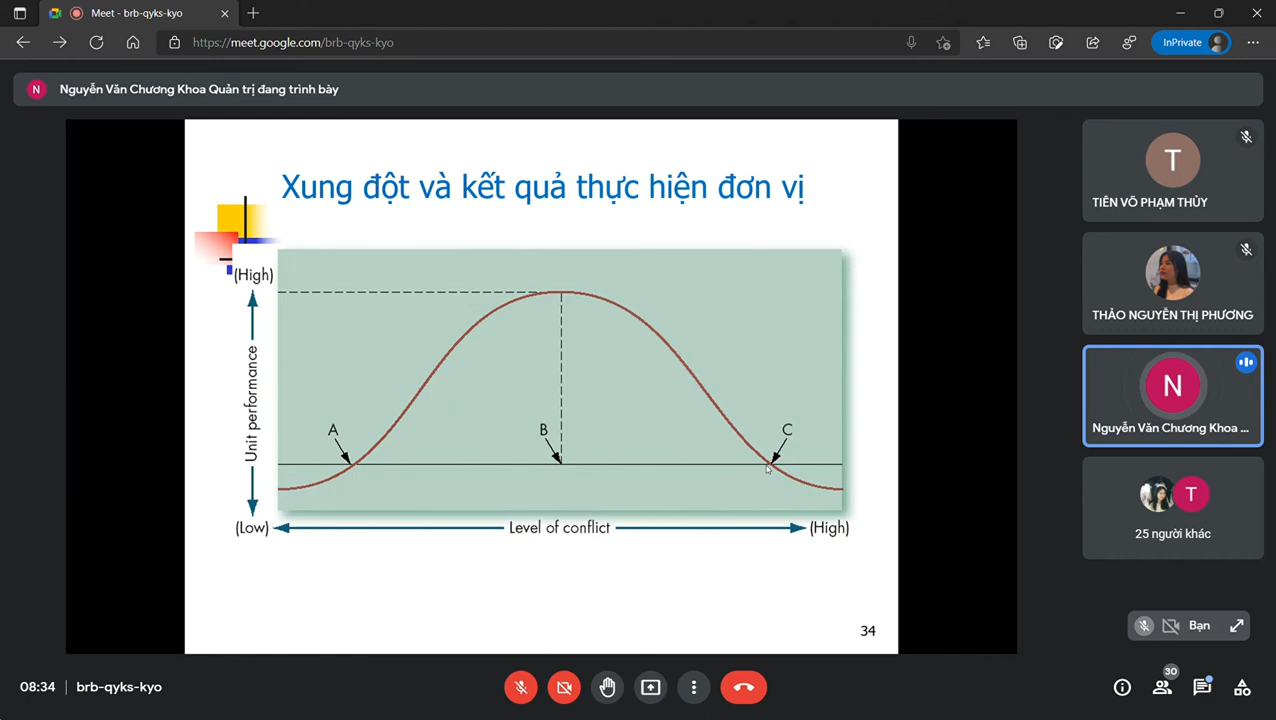 Meet - brb-qyks-kyo
https://meet.google.com/brb-qyks-kyo
InPrivate
N
Nguyễn Văn Chương Khoa Quản trị đang trình bày
Xung đột và kết quả thực hiện đơn vị
(High)
Unit performance
(Low)
A
B
C
Level of conflict
(High)
34
T
TIÊN VÕ PHẠM THỦY
THẢO NGUYỄN THỊ PHƯƠNG
N
Nguyễn Văn Chương Khoa ...
T
25 người khác
Bạn
08:34 | brb-qyks-kyo
30